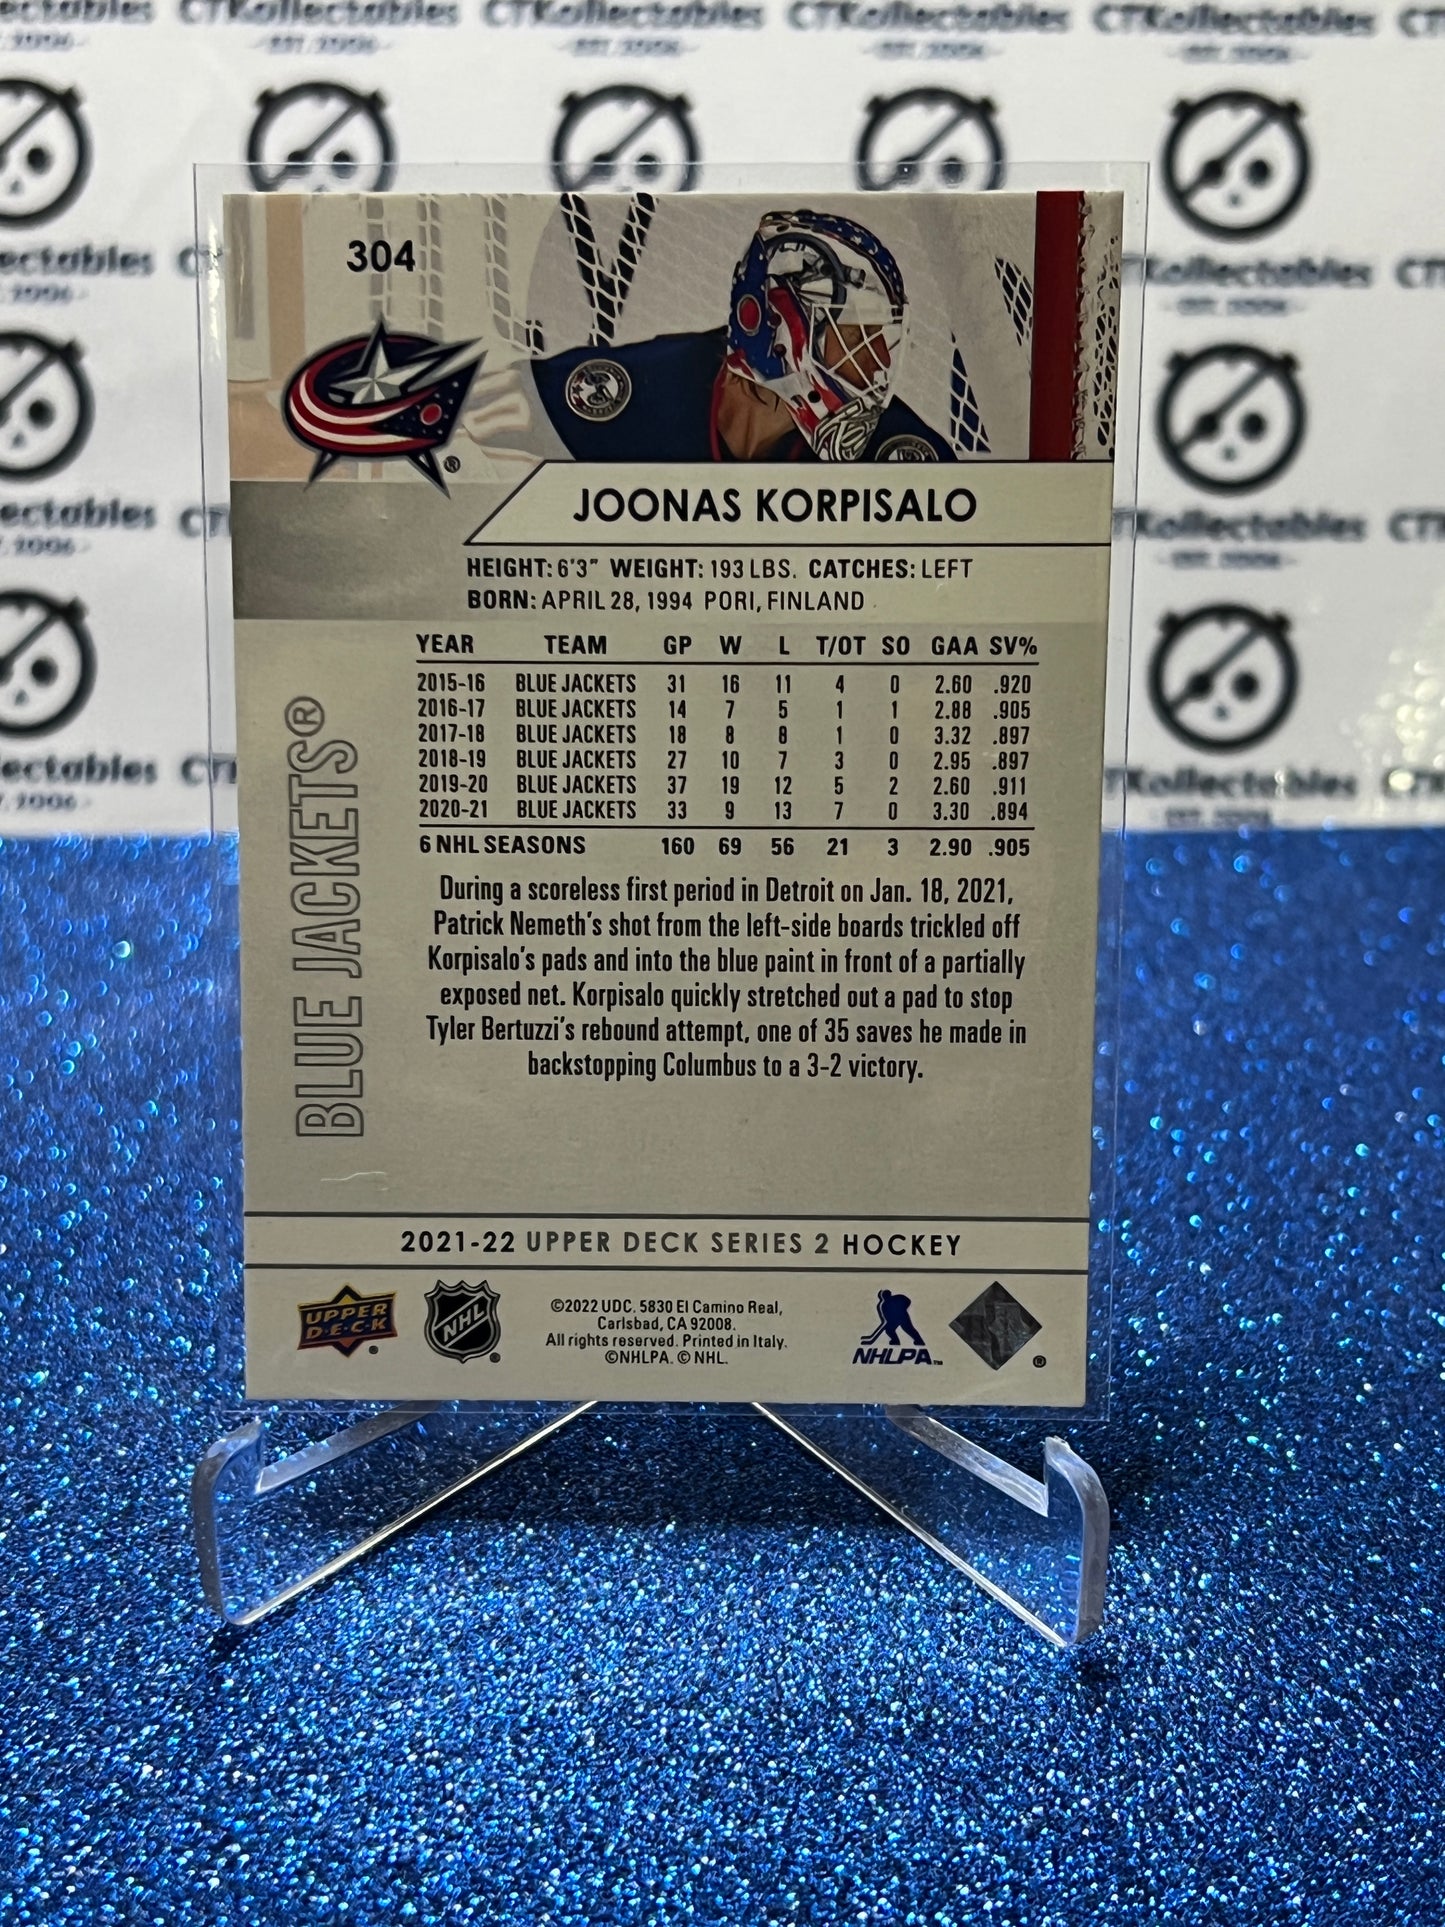 CTKollectables CTKollectables CTKollectables
EST. 2006 EST. 2006 EST. 2006
304
JOONAS KORPISALO
HEIGHT: 6'3" WEIGHT: 193 LBS. CATCHES: LEFT
BORN: APRIL 28, 1994 PORI, FINLAND
YEAR TEAM GP W L T/OT SO GAA SV%
2015-16 BLUE JACKETS 31 16 11 4 0 2.60 .920
2016-17 BLUE JACKETS 14 7 5 1 1 2.88 .905
2017-18 BLUE JACKETS 18 8 8 1 0 3.32 .897
2018-19 BLUE JACKETS 27 10 7 3 0 2.95 .897
2019-20 BLUE JACKETS 37 19 12 5 2 2.60 .911
2020-21 BLUE JACKETS 33 9 13 7 0 3.30 .894
6 NHL SEASONS 160 69 56 21 3 2.90 .905
BLUE JACKETS®
During a scoreless first period in Detroit on Jan. 18, 2021,
Patrick Nemeth's shot from the left-side boards trickled off
Korpisalo's pads and into the blue paint in front of a partially
exposed net. Korpisalo quickly stretched out a pad to stop
Tyler Bertuzzi's rebound attempt, one of 35 saves he made in
backstopping Columbus to a 3-2 victory.
2021-22 UPPER DECK SERIES 2 HOCKEY
UPPER
D·E·C·K
NHL
©2022 UDC. 5830 El Camino Real,
Carlsbad, CA 92008.
All rights reserved. Printed in Italy.
©NHLPA. © NHL.
NHLPA™